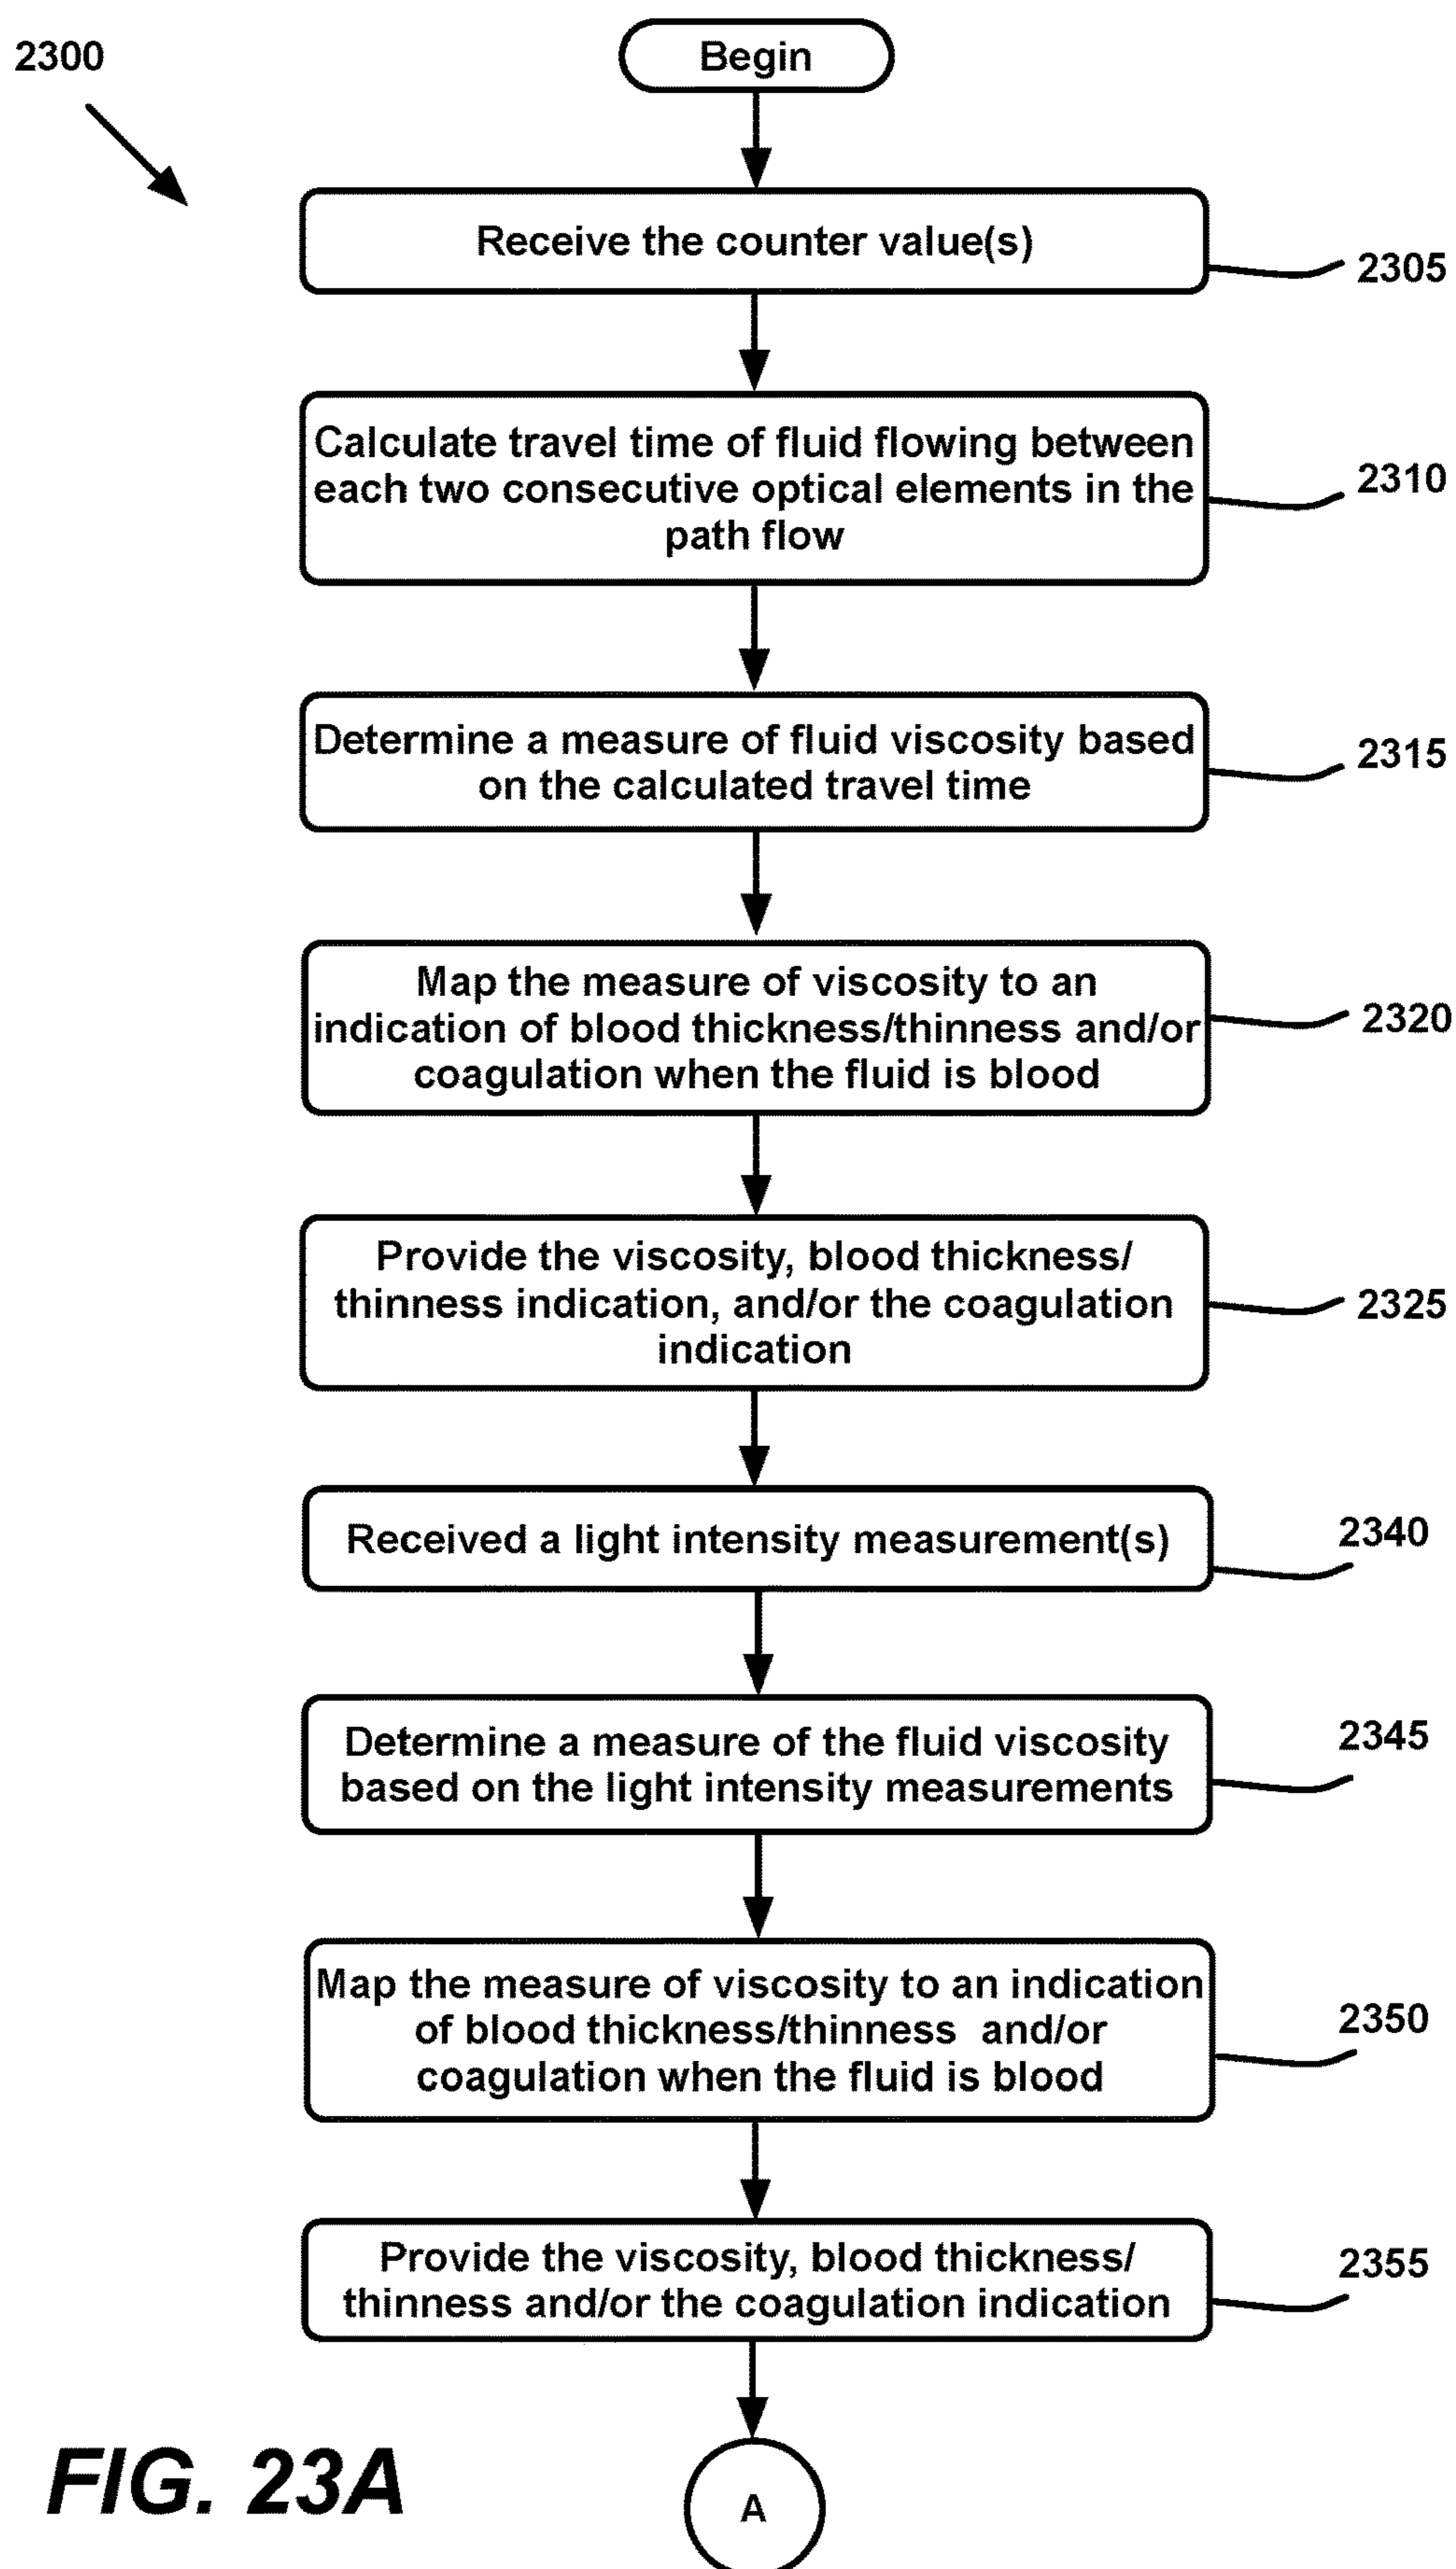 2300
Begin
Receive the counter value(s)
2305
Calculate travel time of fluid flowing between
each two consecutive optical elements in the
path flow
2310
Determine a measure of fluid viscosity based
on the calculated travel time
2315
Map the measure of viscosity to an
indication of blood thickness/thinness and/or
coagulation when the fluid is blood
2320
Provide the viscosity, blood thickness/
thinness indication, and/or the coagulation
indication
2325
Received a light intensity measurement(s)
2340
Determine a measure of the fluid viscosity
based on the light intensity measurements
2345
Map the measure of viscosity to an indication
of blood thickness/thinness and/or
coagulation when the fluid is blood
2350
Provide the viscosity, blood thickness/
thinness and/or the coagulation indication
2355
A
FIG. 23A